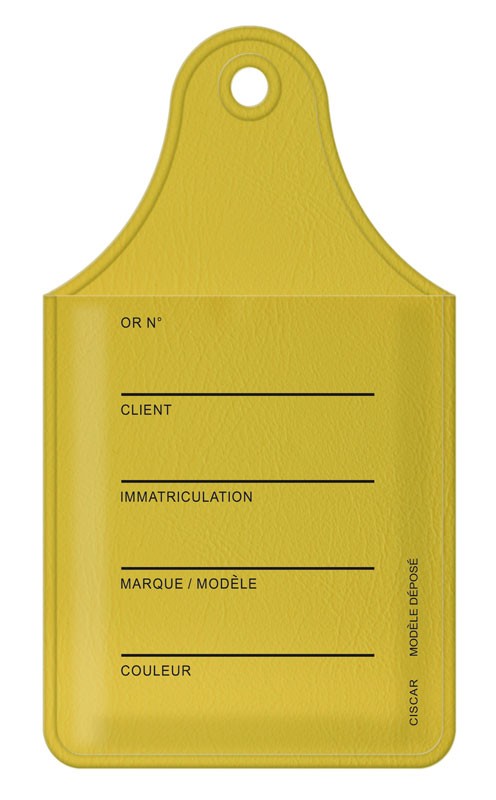 OR N°
CLIENT
IMMATRICULATION
MARQUE / MODÈLE
COULEUR
CISCAR MODÈLE DÉPOSÉ